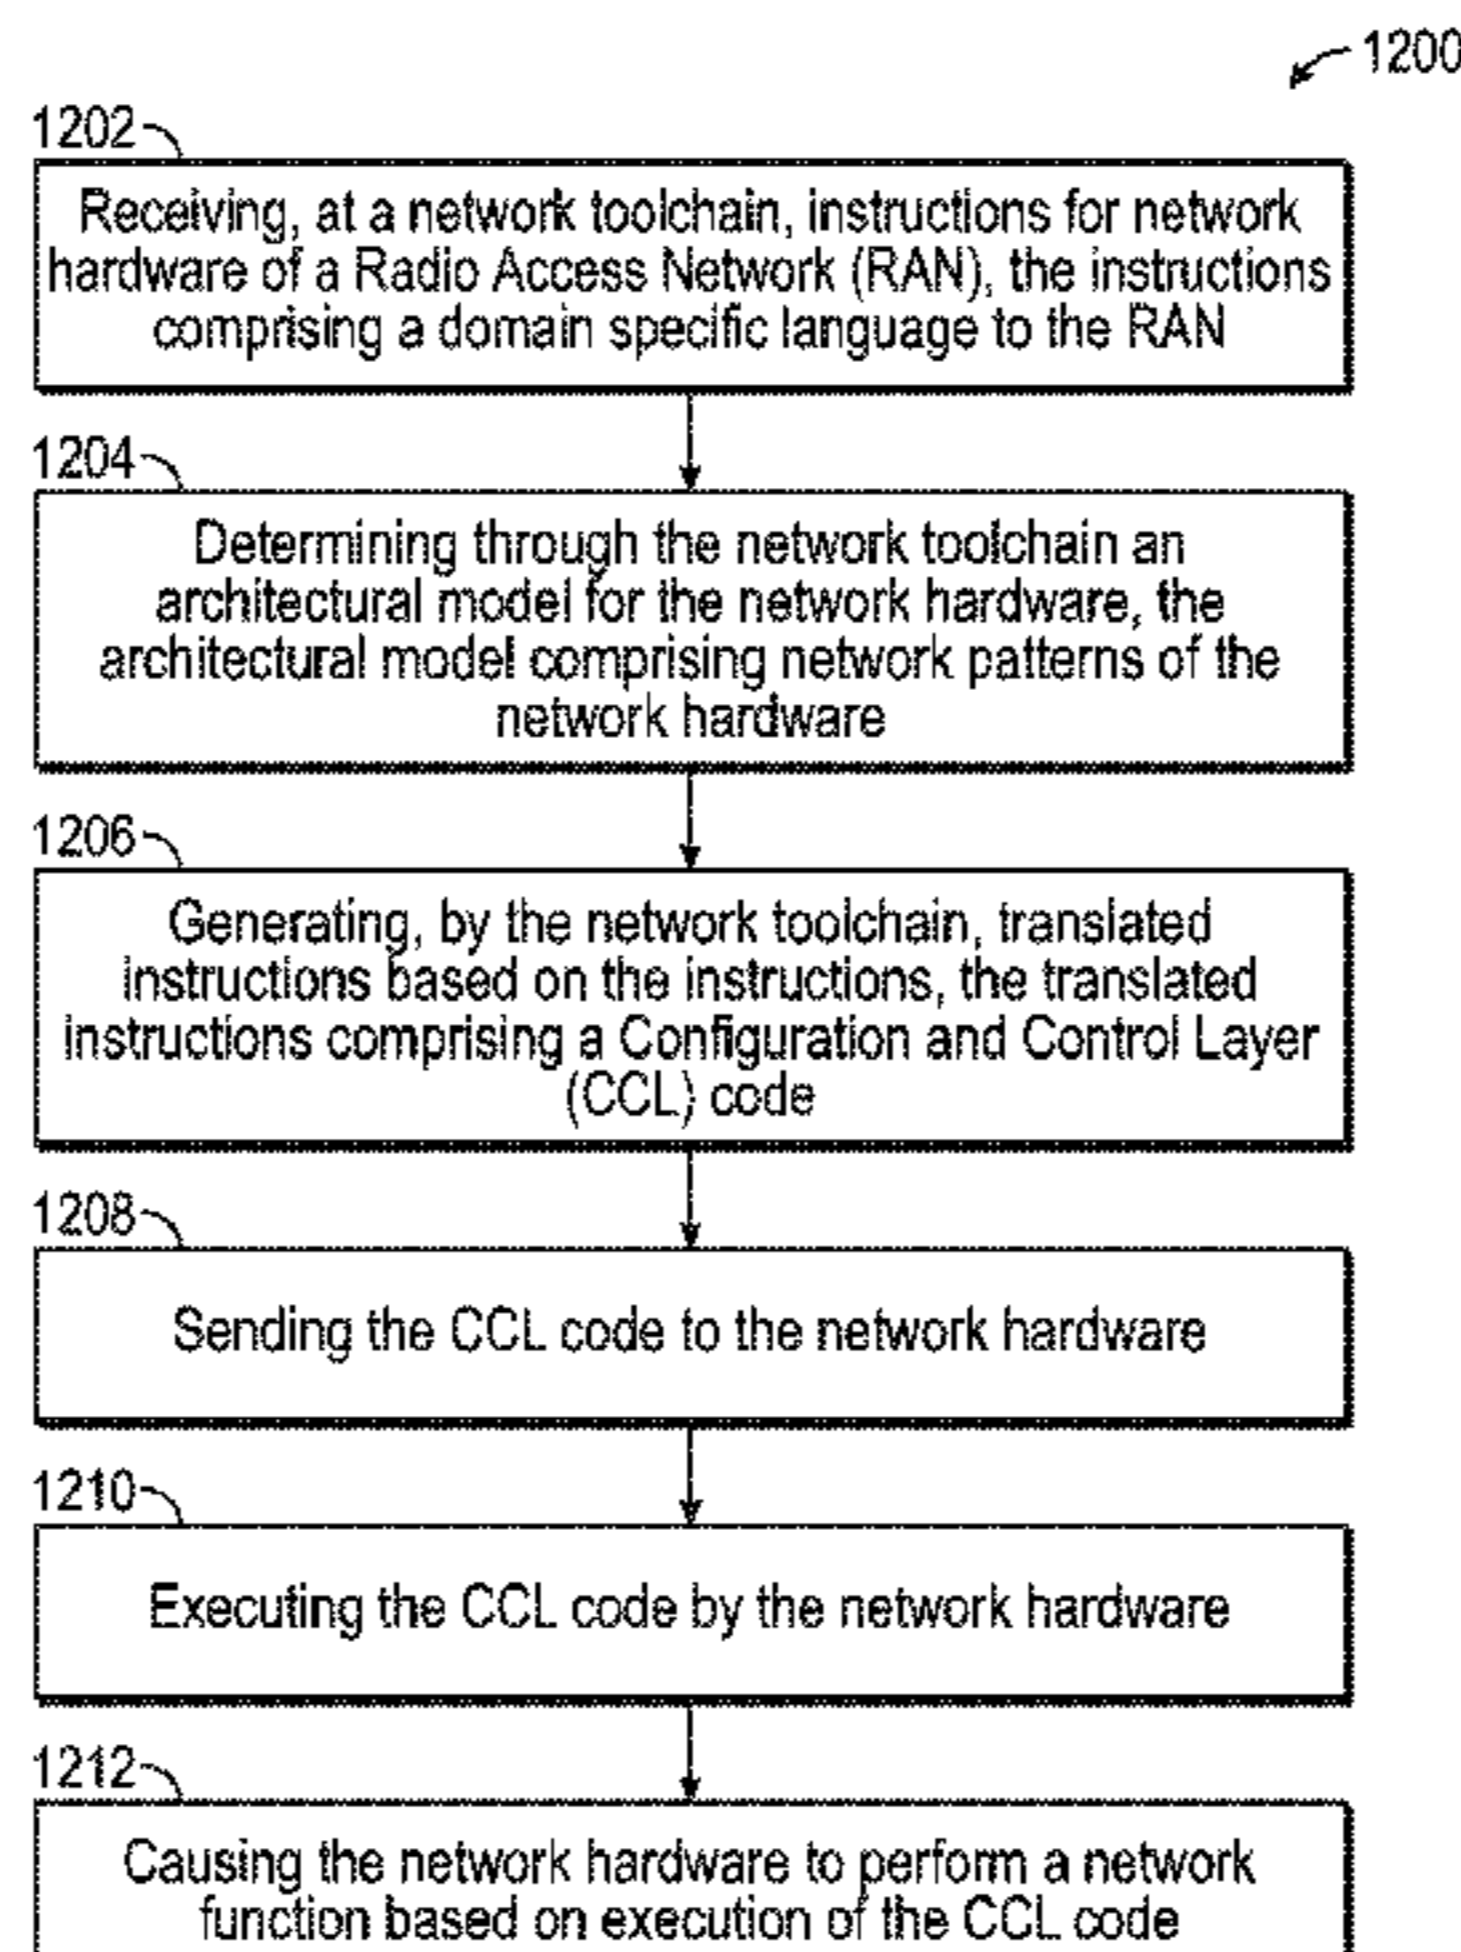 1200
1202
Receiving, at a network toolchain, instructions for network
hardware of a Radio Access Network (RAN), the instructions
comprising a domain specific language to the RAN
1204
Determining through the network toolchain an
architectural model for the network hardware, the
architectural model comprising network patterns of the
network hardware
1206
Generating, by the network toolchain, translated
instructions based on the instructions, the translated
instructions comprising a Configuration and Control Layer
(CCL) code
1208
Sending the CCL code to the network hardware
1210
Executing the CCL code by the network hardware
1212
Causing the network hardware to perform a network
function based on execution of the CCL code